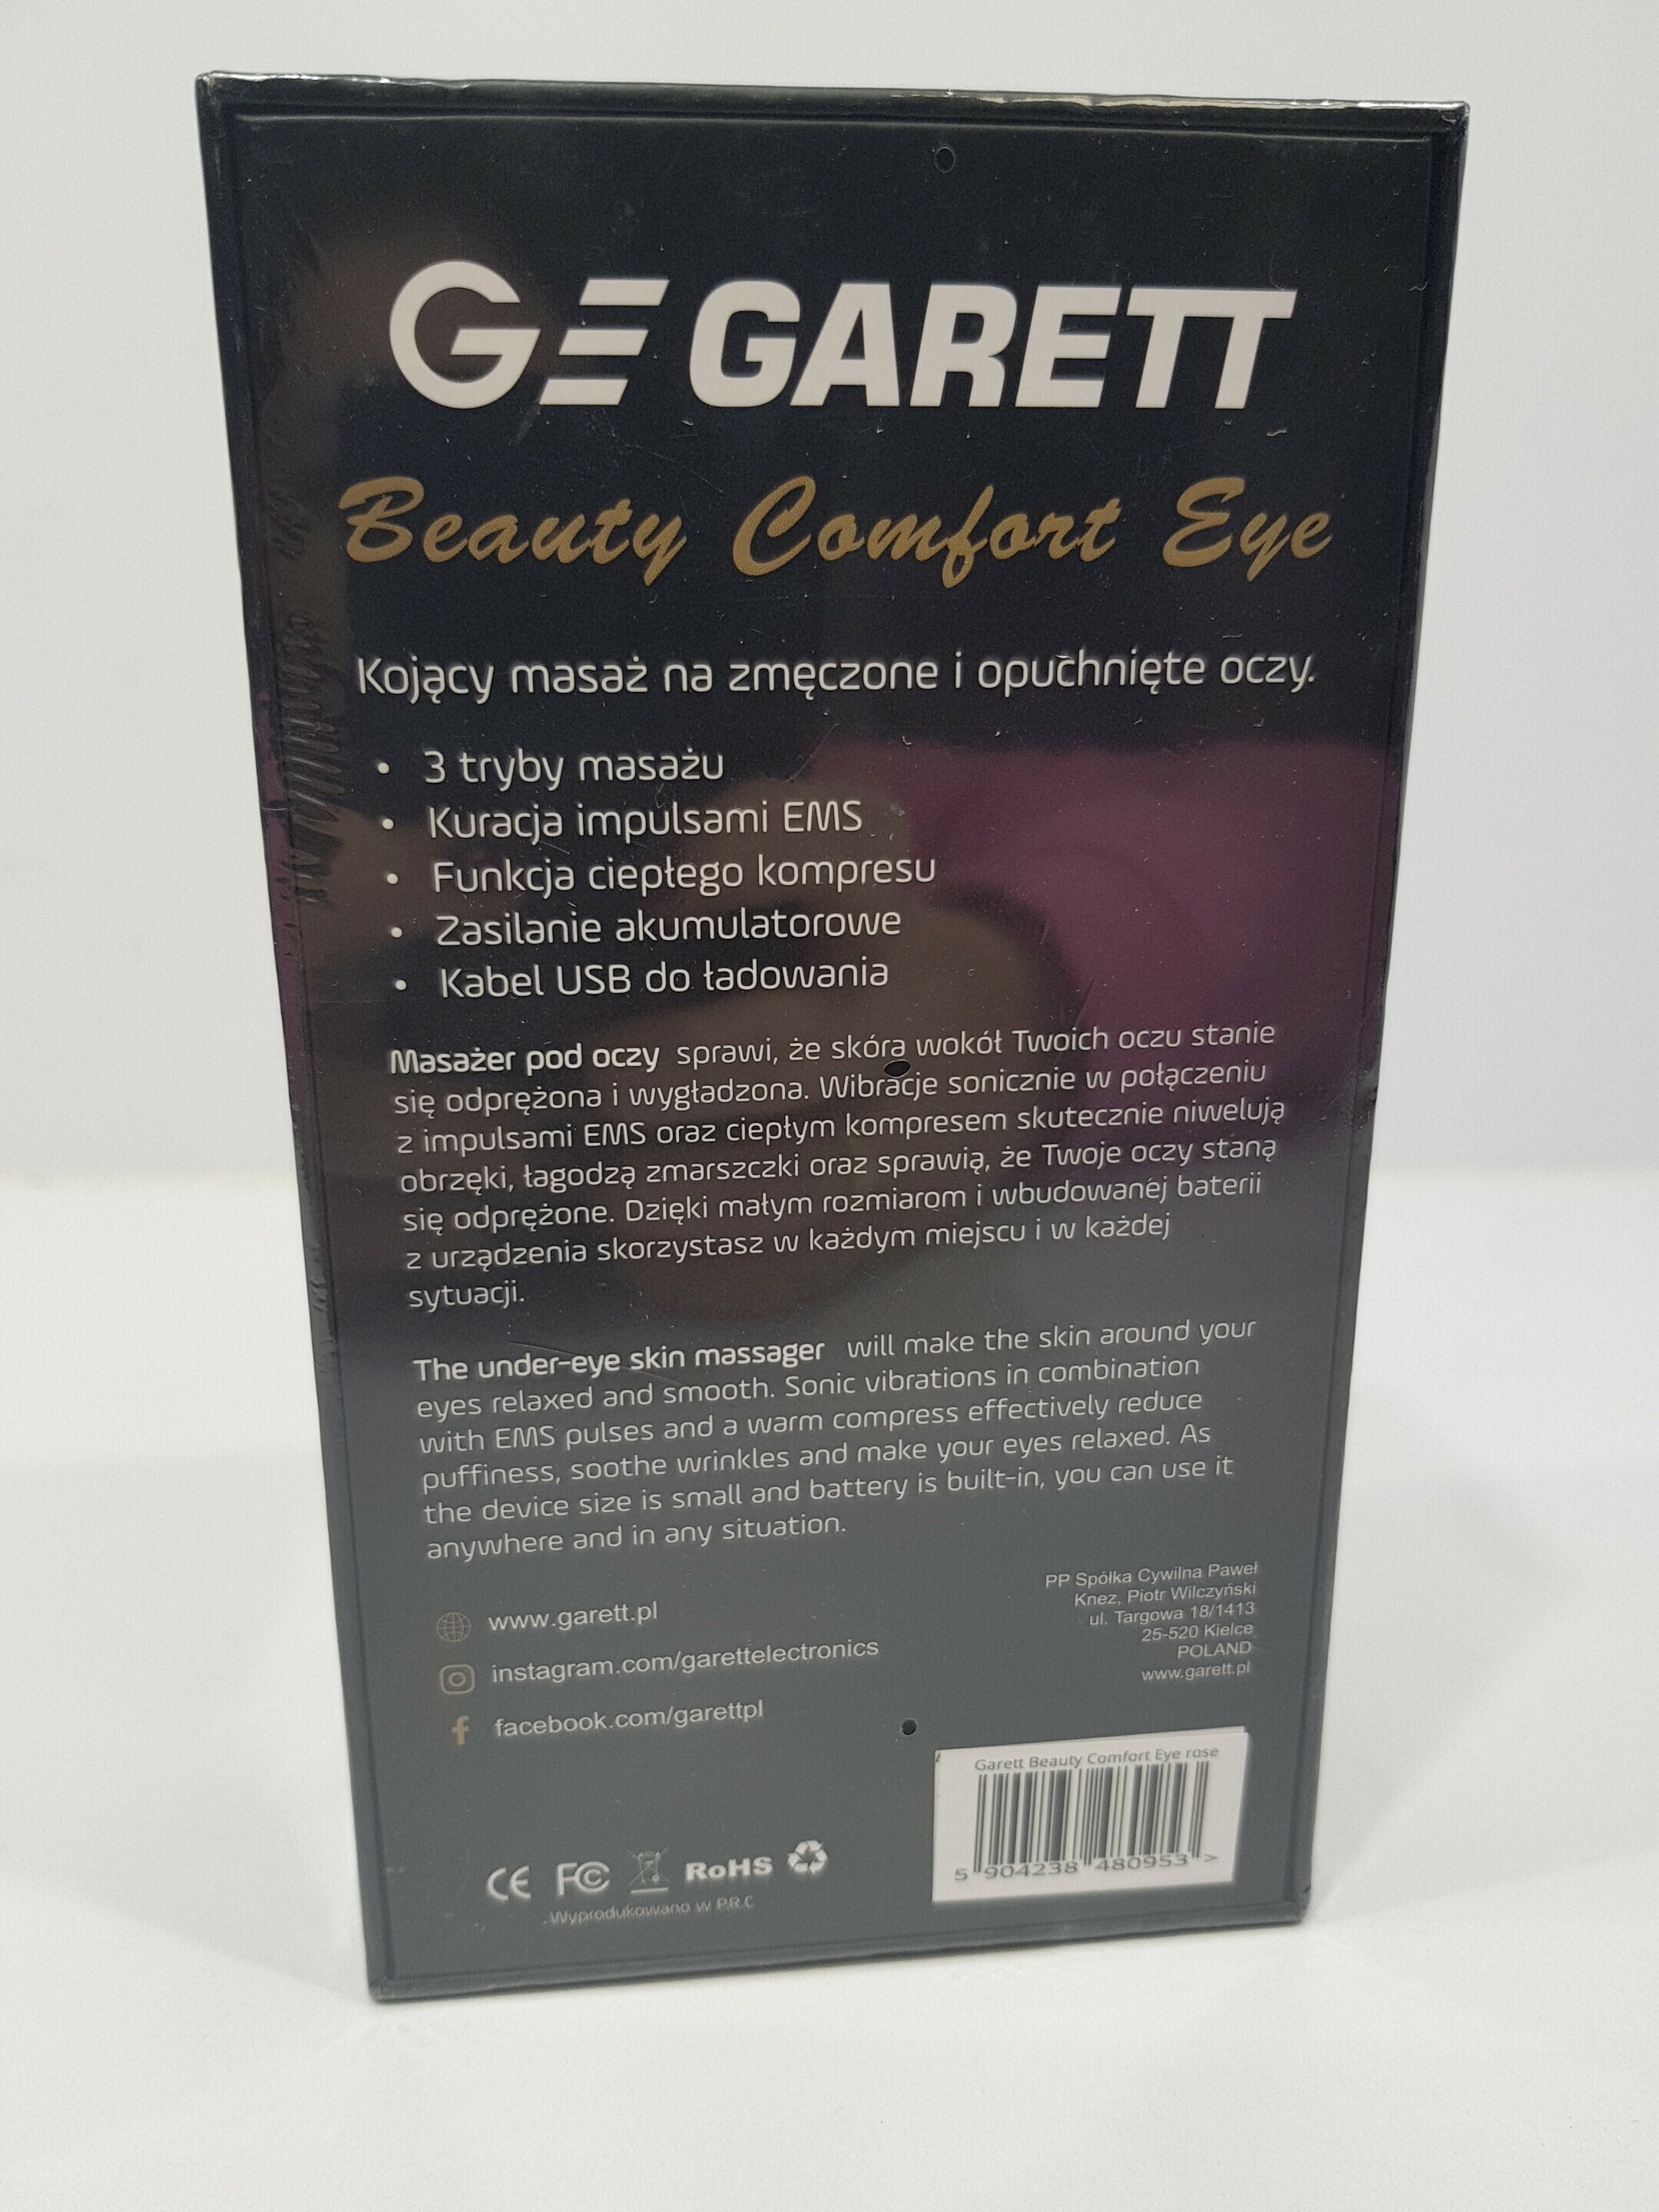 GE GARETT
Beauty Comfort Eye
Kojący masaż na zmęczone i opuchnięte oczy.
• 3 tryby masażu
• Kuracja impulsami EMS
• Funkcja ciepłego kompresu
• Zasilanie akumulatorowe
• Kabel USB do ładowania
Masażer pod oczy sprawi, że skóra wokół Twoich oczu stanie
się odprężona i wygładzona. Wibracje sonicznie w połączeniu
z impulsami EMS oraz ciepłym kompresem skutecznie niwelują
obrzęki, łagodzą zmarszczki oraz sprawią, że Twoje oczy staną
się odprężone. Dzięki małym rozmiarom i wbudowanej baterii
z urządzenia skorzystasz w każdym miejscu i w każdej
sytuacji.
The under-eye skin massager will make the skin around your
eyes relaxed and smooth. Sonic vibrations in combination
with EMS pulses and a warm compress effectively reduce
puffiness, soothe wrinkles and make your eyes relaxed. As
the device size is small and battery is built-in, you can use it
anywhere and in any situation.
www.garett.pl
instagram.com/garettelectronics
facebook.com/garettpl
PP Spółka Cywilna Paweł
Knez, Piotr Wilczyński
ul. Targowa 18/1413
25-520 Kielce
POLAND
www.garett.pl
Garett Beauty Comfort Eye rose
5 904238 480953 >
CE FC RoHS
Wyprodukowano w P.R.C